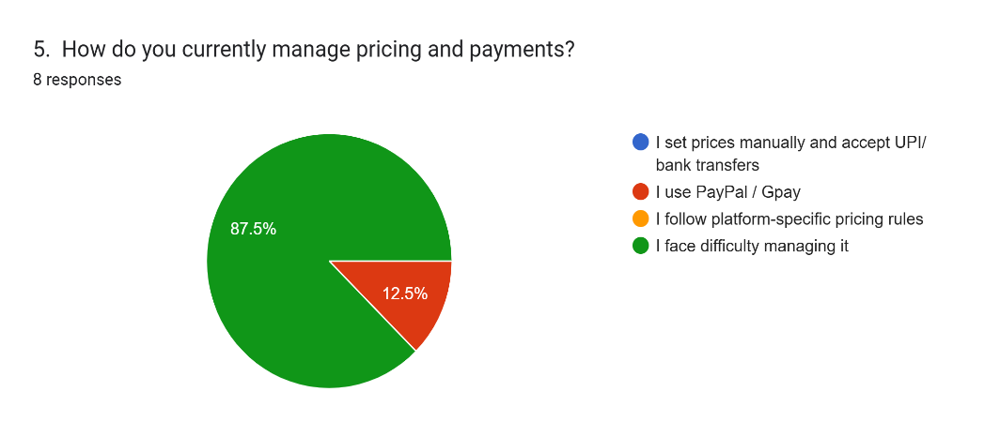 5. How do you currently manage pricing and payments?
8 responses
87.5%
12.5%
I set prices manually and accept UPI/
bank transfers
I use PayPal / Gpay
I follow platform-specific pricing rules
I face difficulty managing it